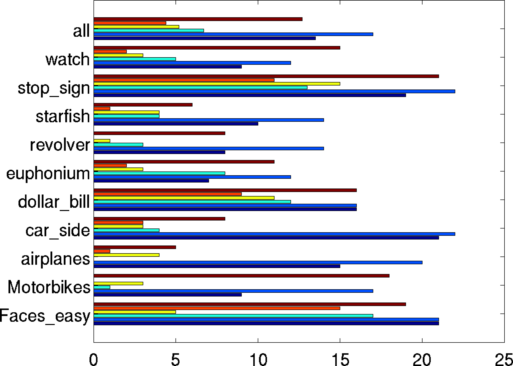 all
watch
stop_sign
starfish
revolver
euphonium
dollar_bill
car_side
airplanes
Motorbikes
Faces_easy
0 5 10 15 20 25